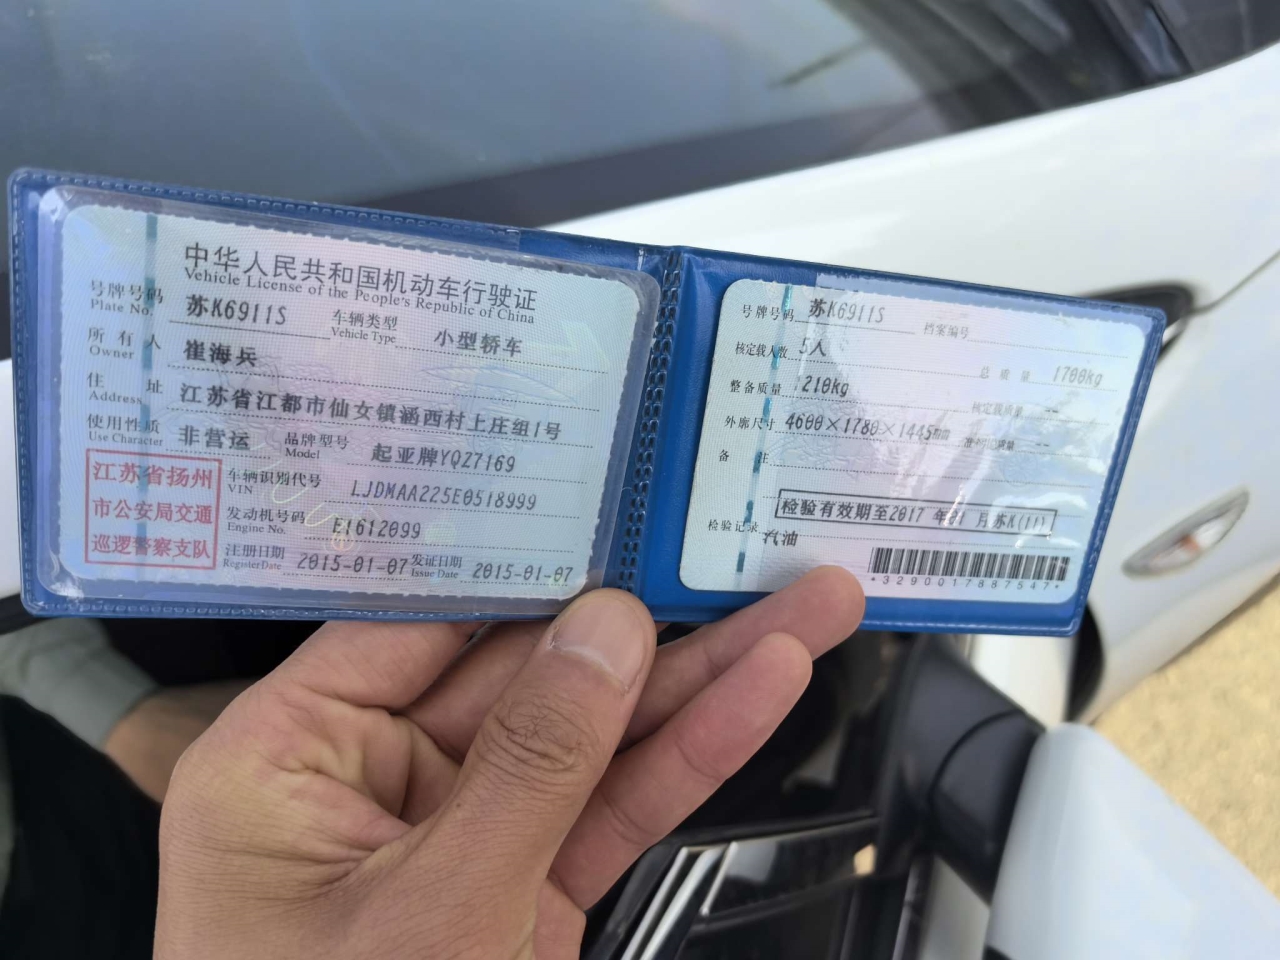 中华人民共和国机动车行驶证
Vehicle License of the People's Republic of China
号牌号码 苏K6911S 车辆类型 小型轿车
Plate No. Vehicle Type
所有人 崔海兵
Owner
住址 江苏省江都市仙女镇涵西村上庄组1号
Address
使用性质 非营运 品牌型号 起亚牌YQZ7169
Use Character Model
江苏省扬州
市公安局交通
巡逻警察支队
车辆识别代号 LJDMAA225E0518999
VIN
发动机号码 E1612099
Engine No.
注册日期 2015-01-07 发证日期 2015-01-07
Register Date Issue Date
号牌号码 苏K6911S 档案编号
核定载人数 5人 总质量 1700kg
整备质量 1210kg 核定载质量 --
外廓尺寸 4600×1780×1445mm 准牵引总质量 --
备注
检验有效期至2017 年01 月苏K(11)
检验记录 汽油
*3290017887547*